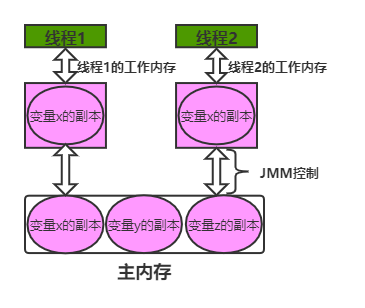 线程1
线程2
线程1的工作内存
线程2的工作内存
变量x的副本
变量x的副本
JMM控制
变量x的副本
变量y的副本
变量z的副本
主内存